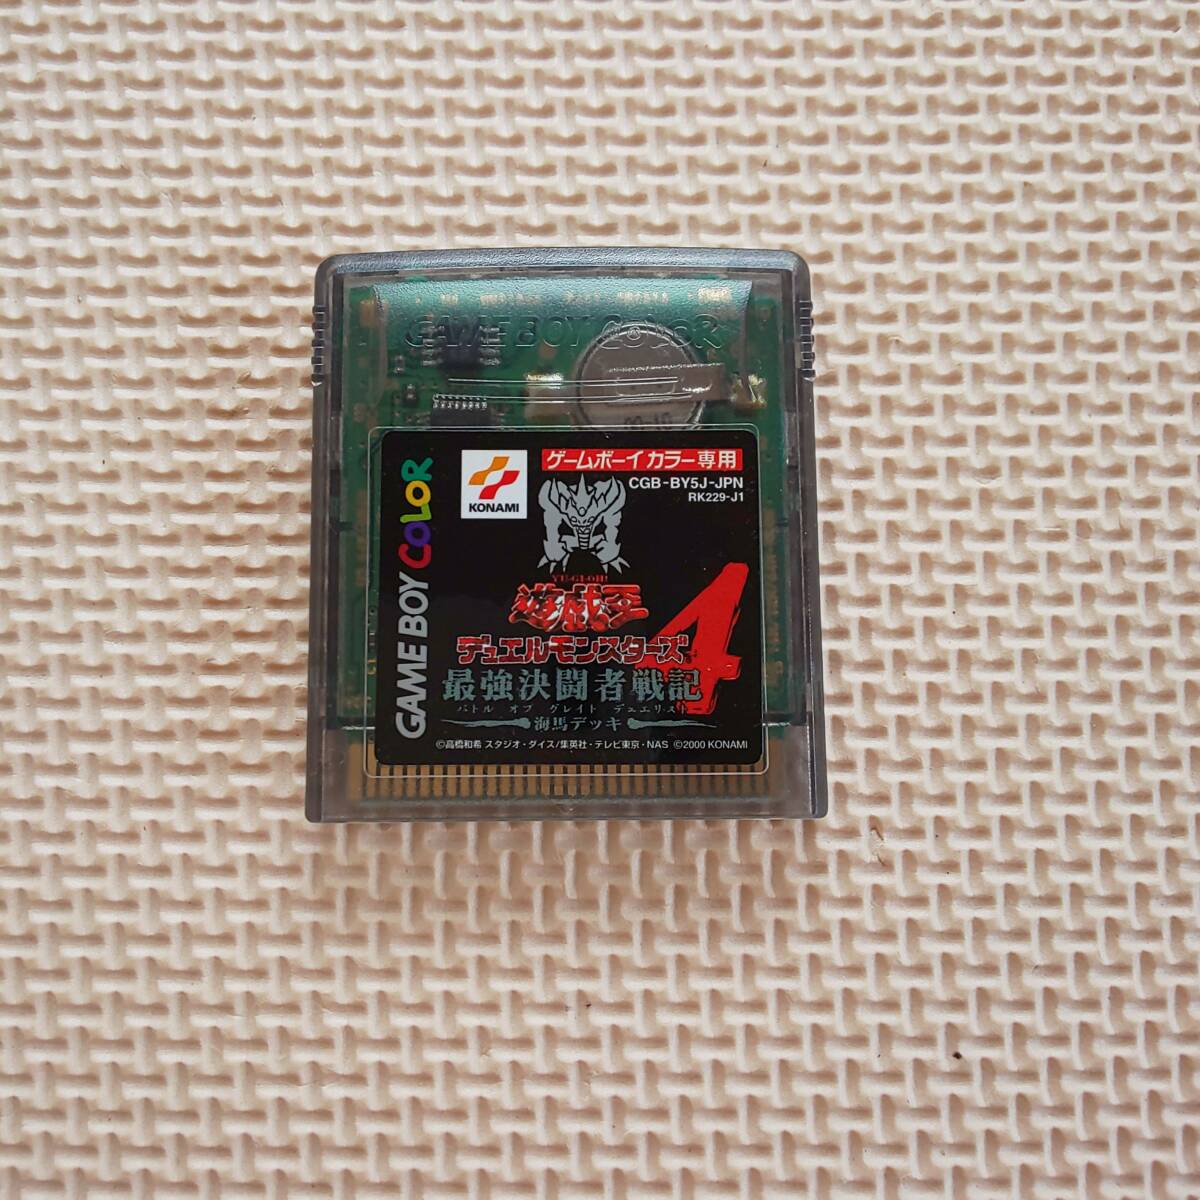 GAME BOY COLOR
GAME BOY COLOR
KONAMI
ゲームボーイカラー専用
CGB-BY5J-JPN
RK229-J1
YU-GI-OH!
遊戯王
デュエルモンスターズ4
最強決闘者戦記
バトル オブ グレイト デュエリスト
海馬デッキ
©高橋和希 スタジオ・ダイス/集英社・テレビ東京・NAS ©2000 KONAMI